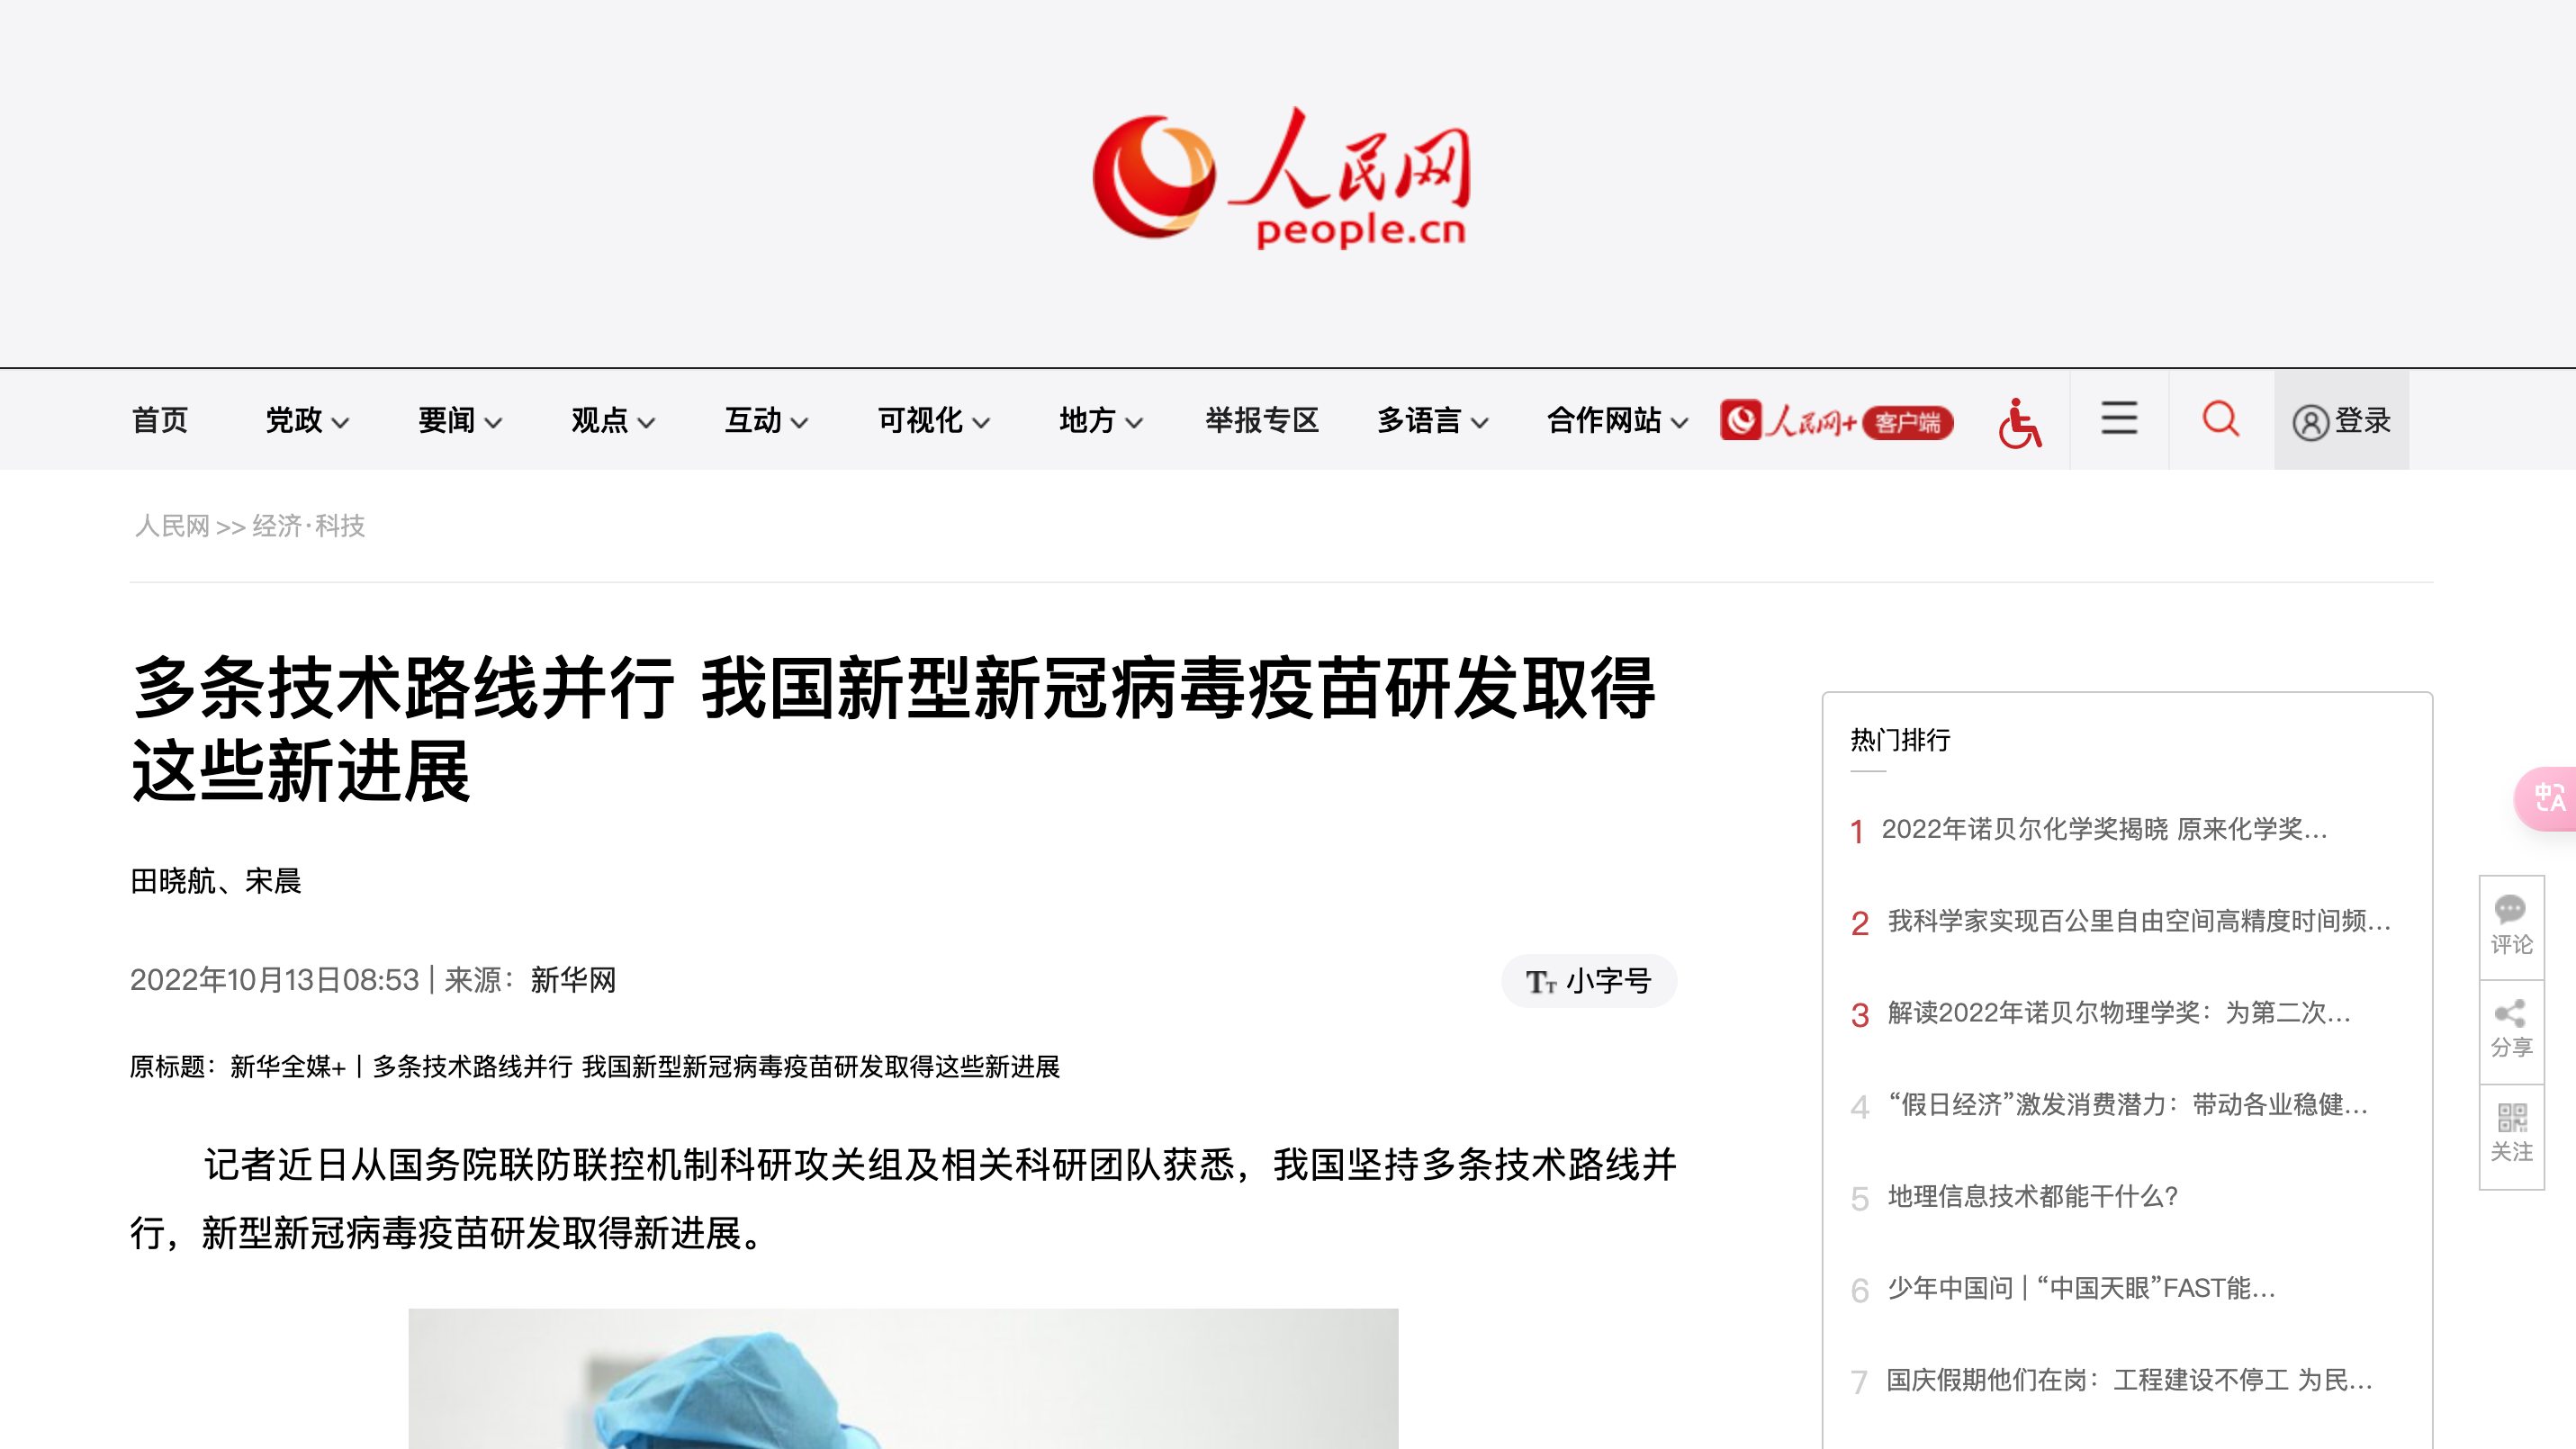 人民网
people.cn
首页 党政 要闻 观点 互动 可视化 地方 举报专区 多语言 合作网站 人民网+ 客户端 登录
人民网 >> 经济·科技
多条技术路线并行 我国新型新冠病毒疫苗研发取得
这些新进展
田晓航、宋晨
2022年10月13日08:53 | 来源：新华网
小字号
原标题：新华全媒+丨多条技术路线并行 我国新型新冠病毒疫苗研发取得这些新进展
记者近日从国务院联防联控机制科研攻关组及相关科研团队获悉，我国坚持多条技术路线并
行，新型新冠病毒疫苗研发取得新进展。
热门排行
1 2022年诺贝尔化学奖揭晓 原来化学奖…
2 我科学家实现百公里自由空间高精度时间频…
3 解读2022年诺贝尔物理学奖：为第二次…
4 “假日经济”激发消费潜力：带动各业稳健…
5 地理信息技术都能干什么?
6 少年中国问 | “中国天眼”FAST能…
7 国庆假期他们在岗：工程建设不停工 为民…
中A
评论
分享
关注